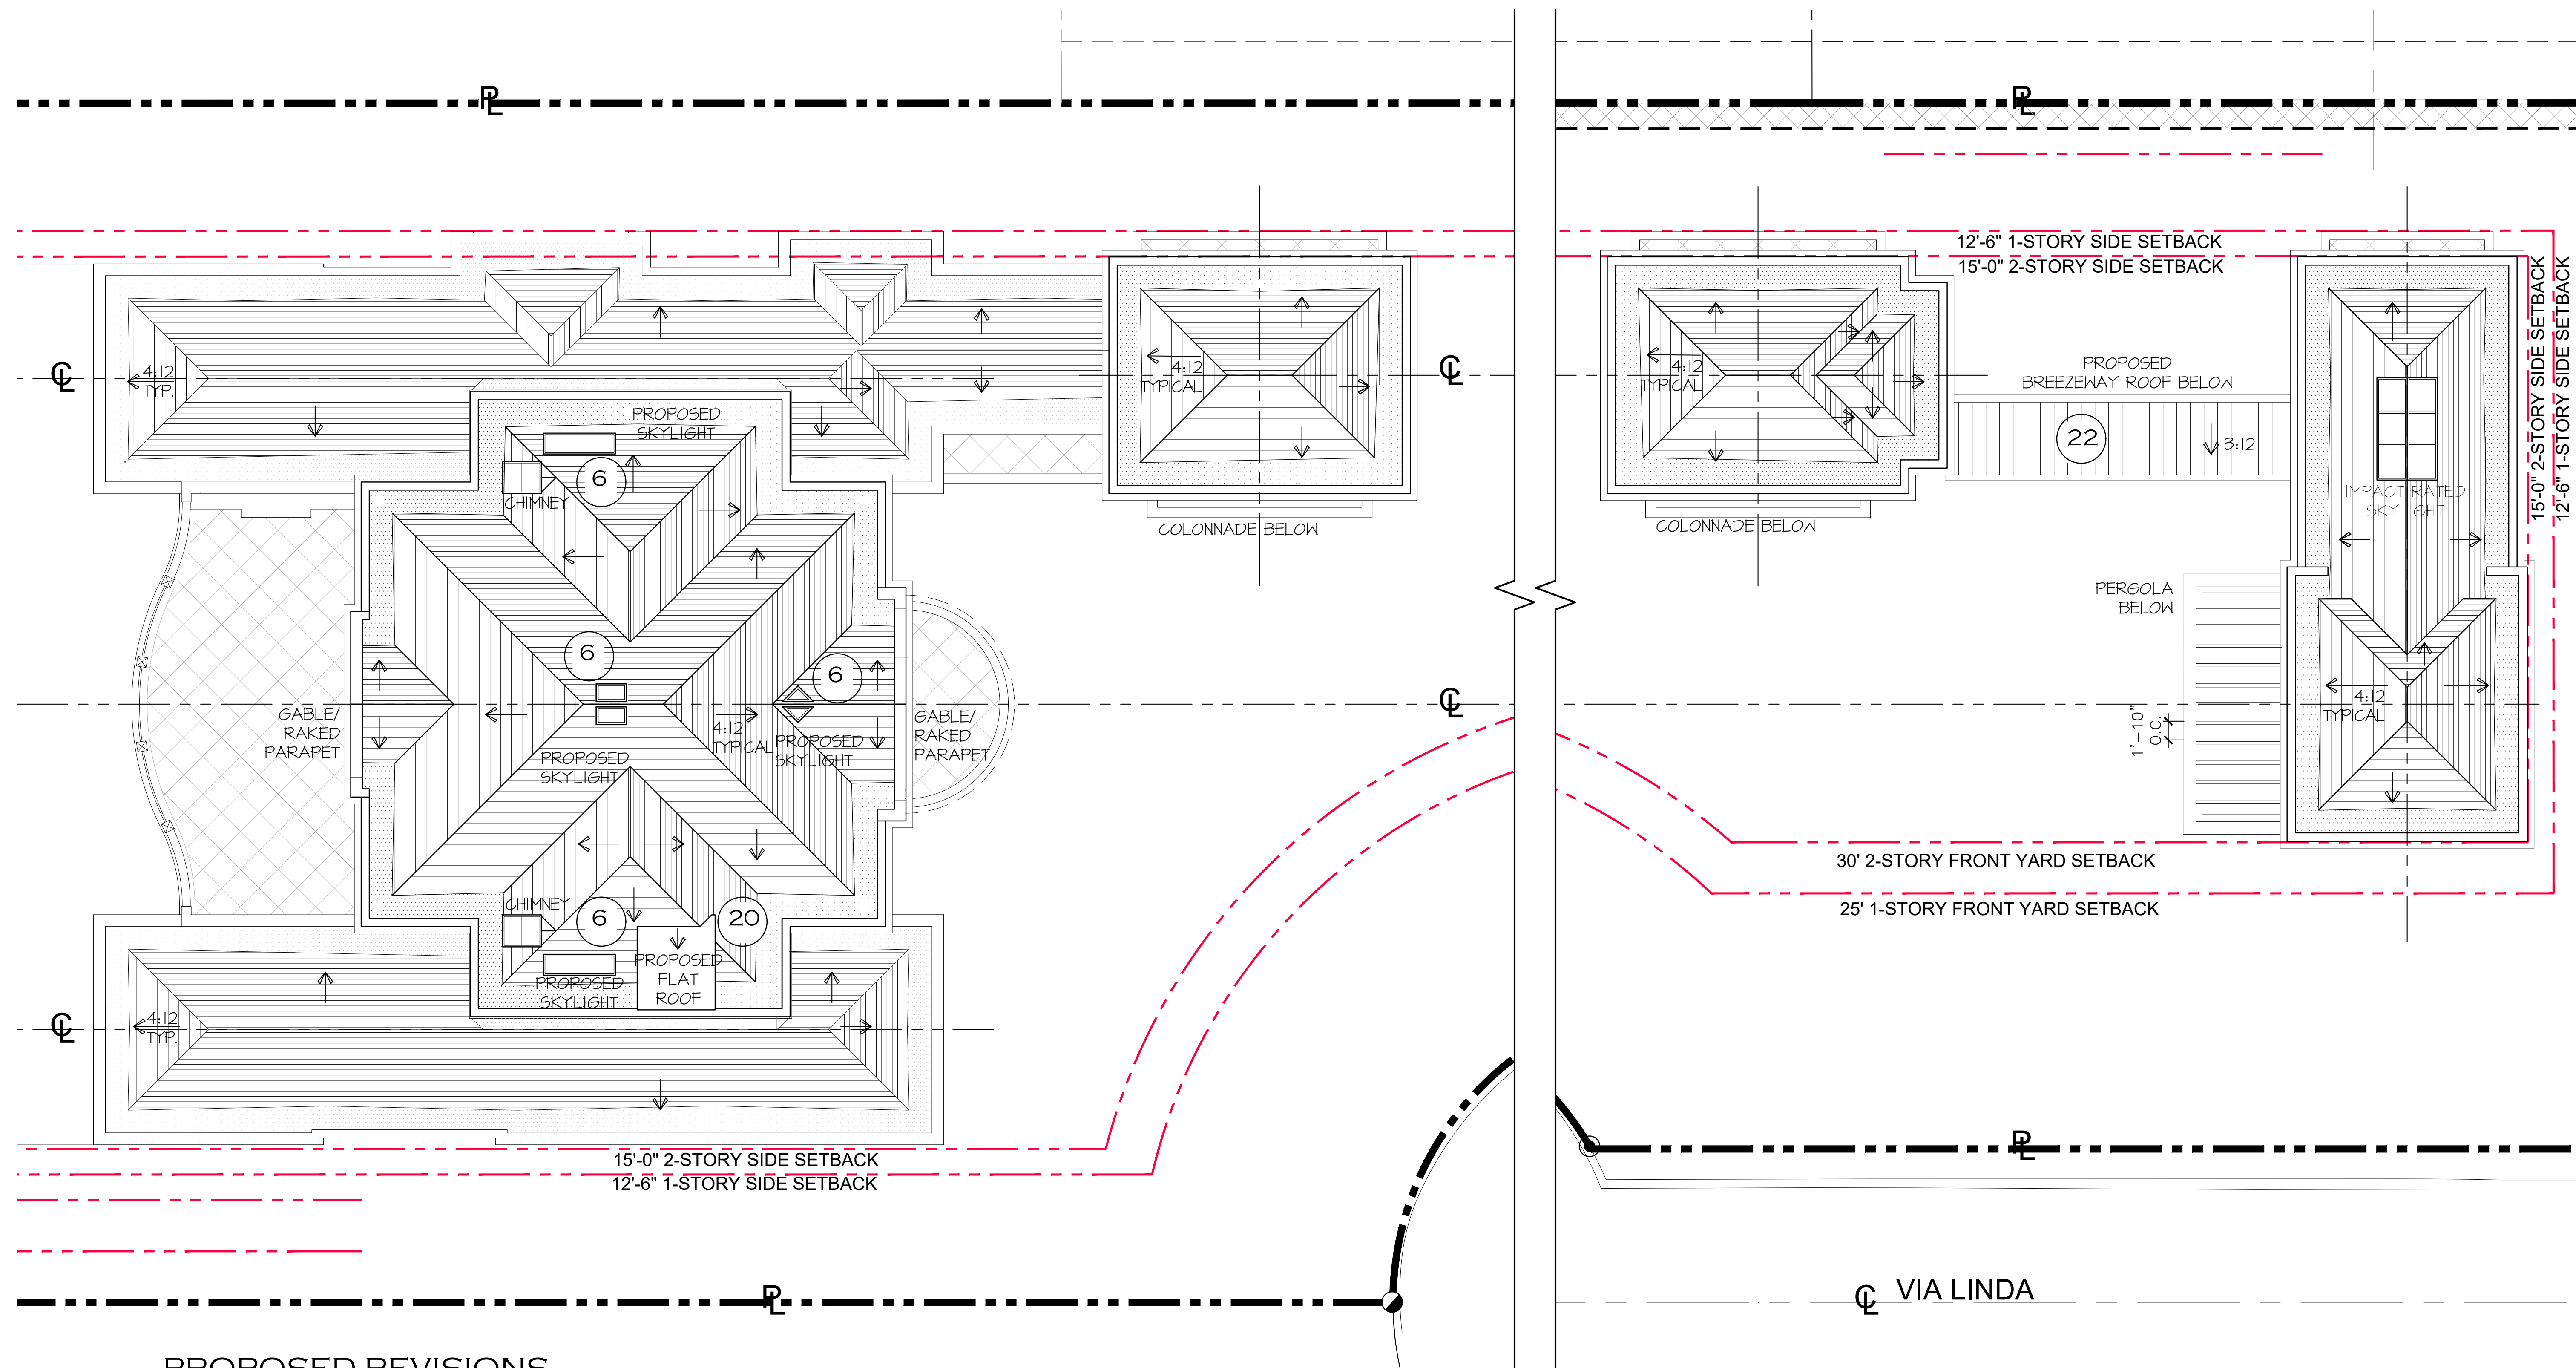 PL
PL
12'-6" 1-STORY SIDE SETBACK
15'-0" 2-STORY SIDE SETBACK
15'-0" 2-STORY SIDE SETBACK
12'-6" 1-STORY SIDE SETBACK
CL
4:12
TYP.
PROPOSED
SKYLIGHT
6
CHIMNEY
4:12
TYPICAL
COLONNADE BELOW
CL
4:12
TYPICAL
COLONNADE BELOW
PROPOSED
BREEZEWAY ROOF BELOW
22
3:12
IMPACT RATED
SKYLIGHT
PERGOLA
BELOW
6
6
GABLE/
RAKED
PARAPET
4:12
TYPICAL
PROPOSED
SKYLIGHT
PROPOSED
SKYLIGHT
GABLE/
RAKED
PARAPET
CL
1'-10"
O.C.
4:12
TYPICAL
30' 2-STORY FRONT YARD SETBACK
25' 1-STORY FRONT YARD SETBACK
CHIMNEY
6
20
PROPOSED
SKYLIGHT
PROPOSED
FLAT
ROOF
CL
4:12
TYP.
15'-0" 2-STORY SIDE SETBACK
12'-6" 1-STORY SIDE SETBACK
PL
PL
CL VIA LINDA
PROPOSED REVISIONS